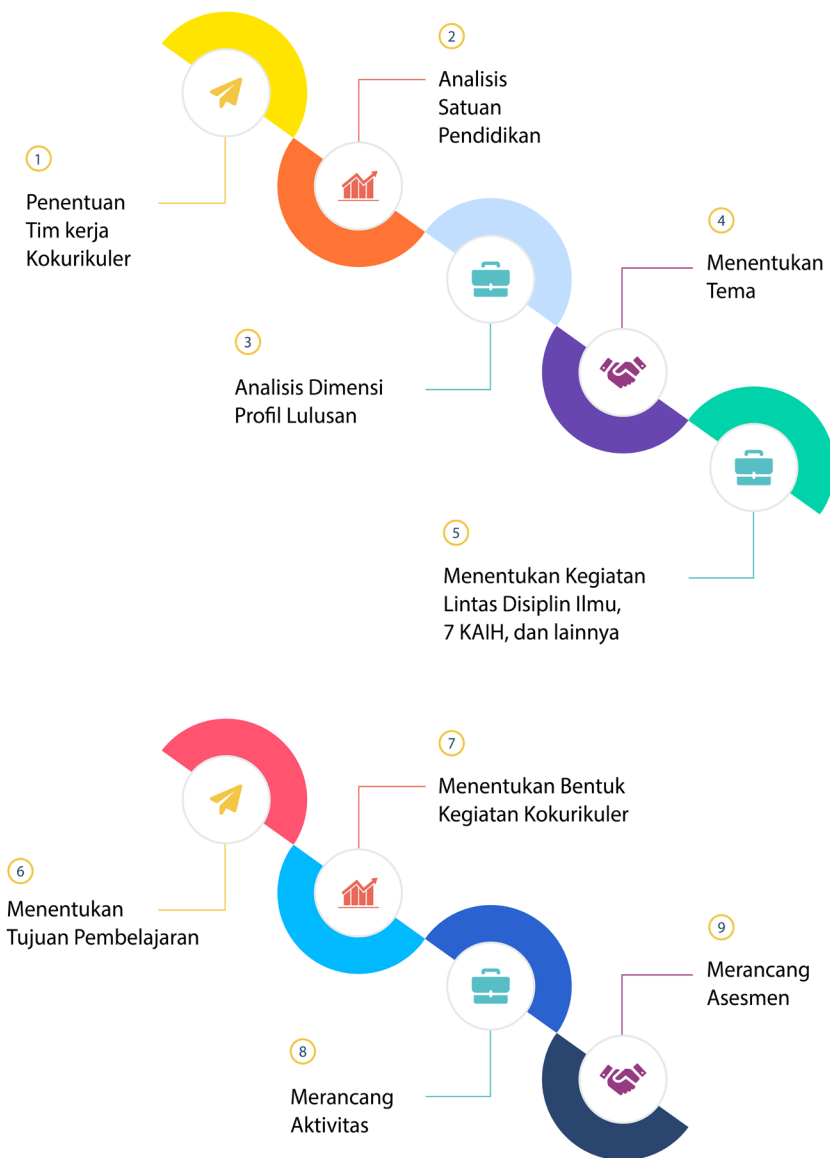 1
Penentuan
Tim kerja
Kokurikuler
2
Analisis
Satuan
Pendidikan
3
Analisis Dimensi
Profil Lulusan
4
Menentukan
Tema
5
Menentukan Kegiatan
Lintas Disiplin Ilmu,
7 KAIH, dan lainnya
6
Menentukan
Tujuan Pembelajaran
7
Menentukan Bentuk
Kegiatan Kokurikuler
8
Merancang
Aktivitas
9
Merancang
Asesmen